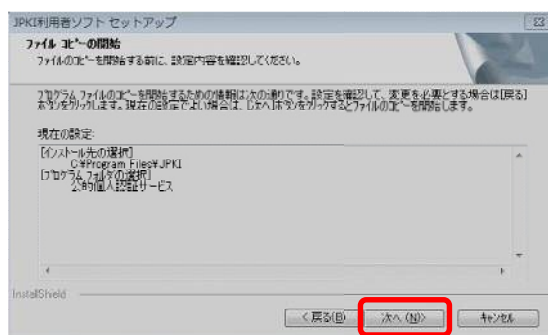 JPKI利用者ソフト セットアップ
ファイル コピーの開始
ファイルのコピーを開始する前に、設定内容を確認してください。
プログラム ファイルのコピーを開始するための情報は次の通りです。設定を確認して、変更を必要とする場合は[戻る]
ボタンをクリックします。現在の設定でよい場合は、[次へ]ボタンをクリックするとファイルのコピーを開始します。
現在の設定:
[インストール先の選択]
C:¥Program Files¥JPKI
[プログラム フォルダの選択]
公的個人認証サービス
InstallShield
< 戻る(B)
次へ (N)>
キャンセル